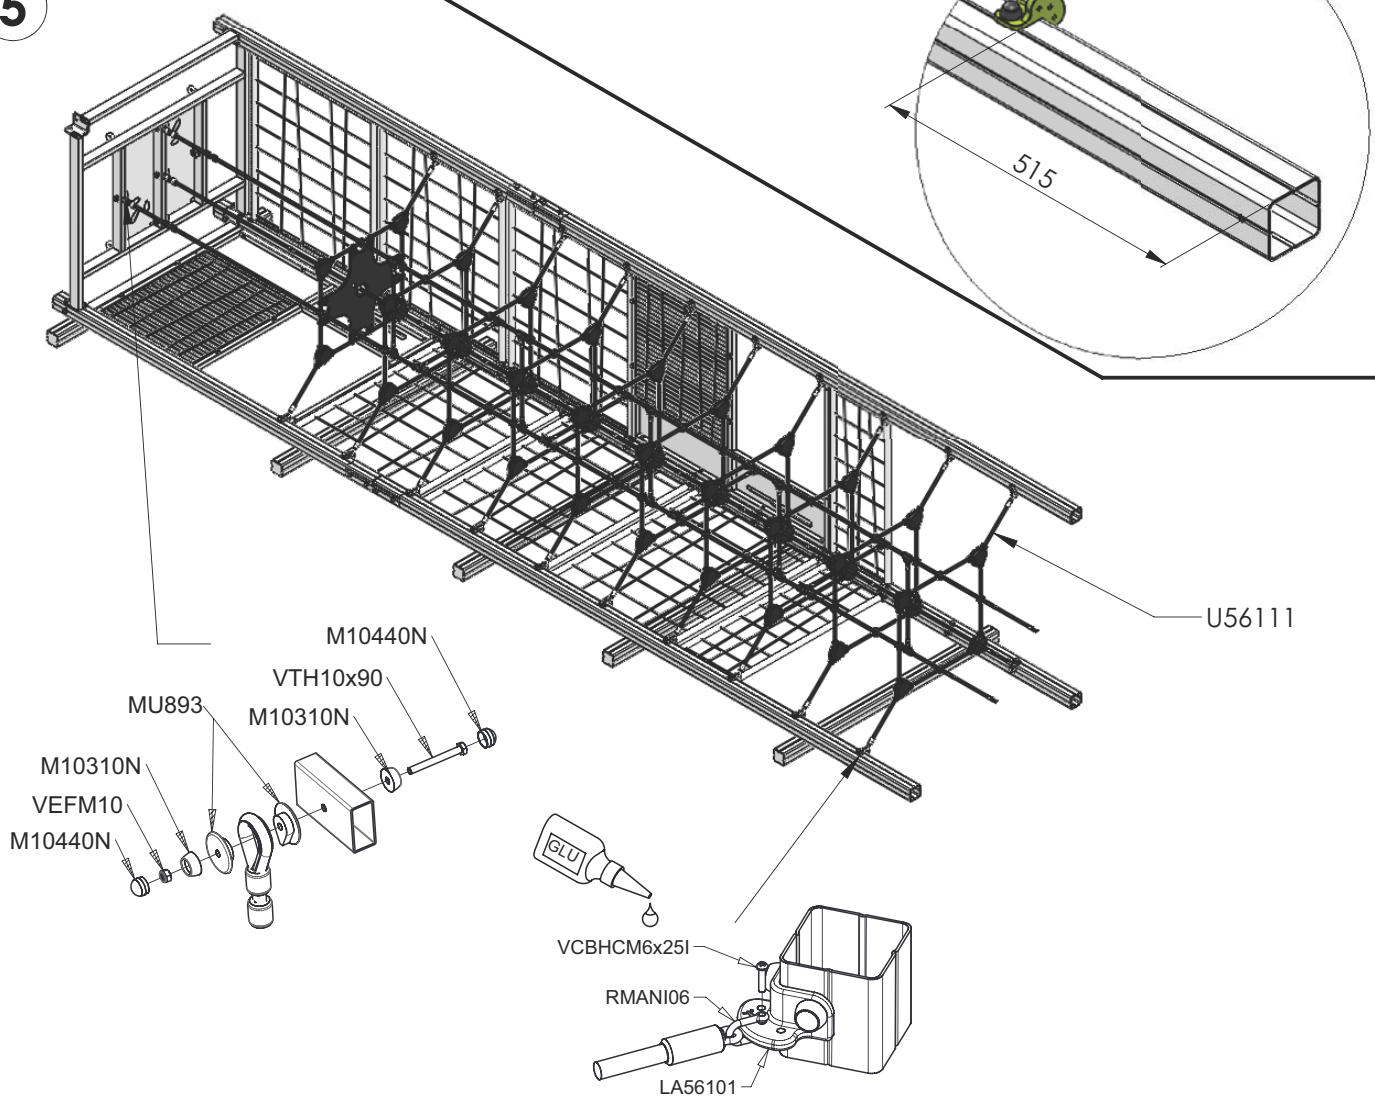 5
515
U56111
M10440N
VTH10x90
MU893
M10310N
M10310N
VEFM10
M10440N
GLU
VCBHCM6x25I
RMANI06
LA56101